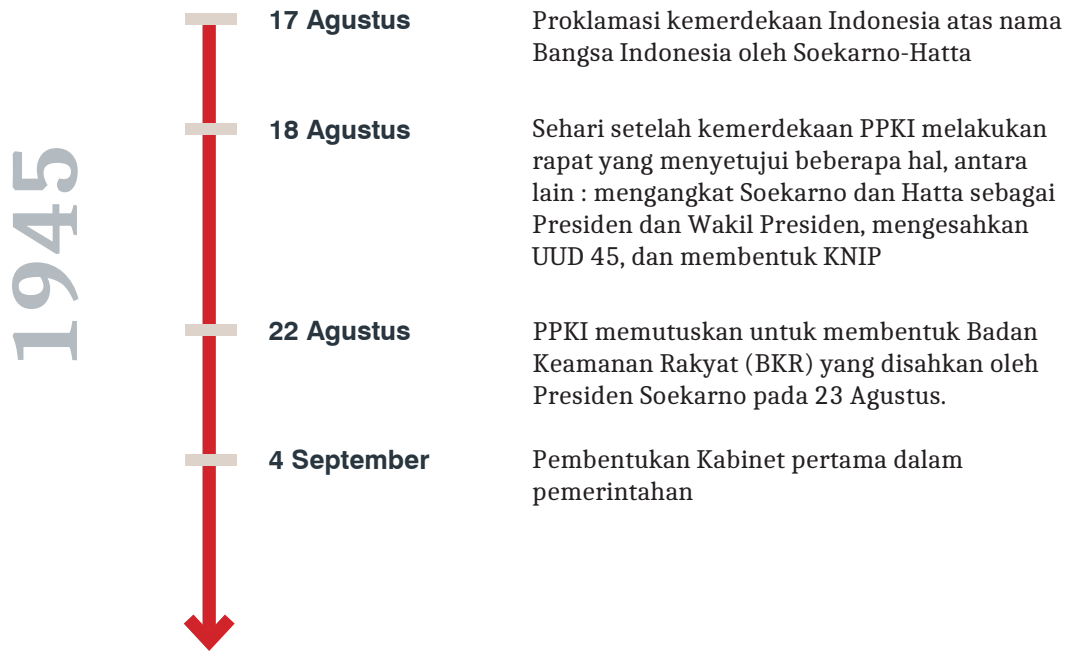 1945
17 Agustus
Proklamasi kemerdekaan Indonesia atas nama
Bangsa Indonesia oleh Soekarno-Hatta
18 Agustus
Sehari setelah kemerdekaan PPKI melakukan
rapat yang menyetujui beberapa hal, antara
lain : mengangkat Soekarno dan Hatta sebagai
Presiden dan Wakil Presiden, mengesahkan
UUD 45, dan membentuk KNIP
22 Agustus
PPKI memutuskan untuk membentuk Badan
Keamanan Rakyat (BKR) yang disahkan oleh
Presiden Soekarno pada 23 Agustus.
4 September
Pembentukan Kabinet pertama dalam
pemerintahan